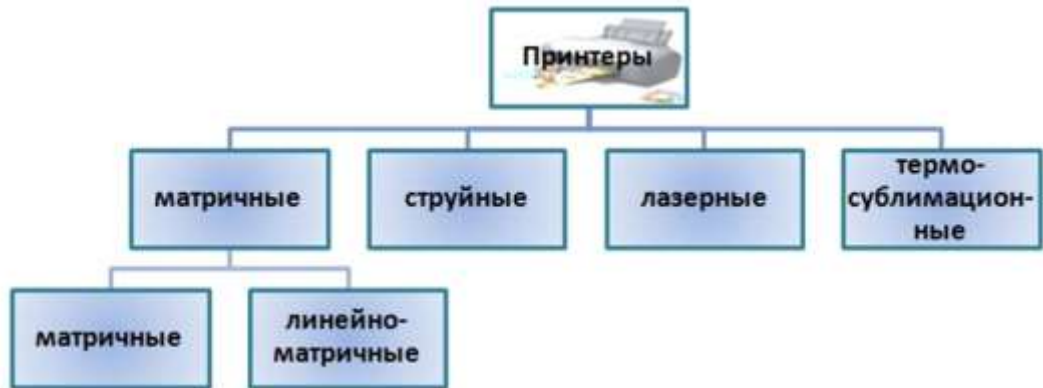 Принтеры
матричные
струйные
лазерные
термо-
сублимацион-
ные
матричные
линейно-
матричные